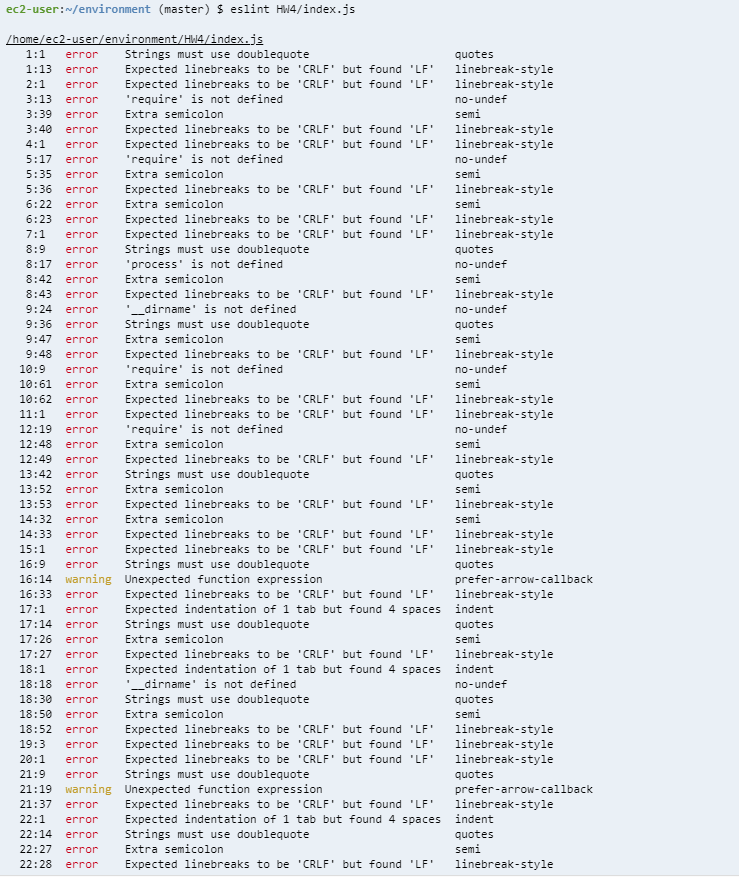 ec2-user:~/environment (master) $ eslint HW4/index.js
/home/ec2-user/environment/HW4/index.js
1:1 error Strings must use doublequote quotes
1:13 error Expected linebreaks to be 'CRLF' but found 'LF' linebreak-style
2:1 error Expected linebreaks to be 'CRLF' but found 'LF' linebreak-style
3:13 error 'require' is not defined no-undef
3:39 error Extra semicolon semi
3:40 error Expected linebreaks to be 'CRLF' but found 'LF' linebreak-style
4:1 error Expected linebreaks to be 'CRLF' but found 'LF' linebreak-style
5:17 error 'require' is not defined no-undef
5:35 error Extra semicolon semi
5:36 error Expected linebreaks to be 'CRLF' but found 'LF' linebreak-style
6:22 error Extra semicolon semi
6:23 error Expected linebreaks to be 'CRLF' but found 'LF' linebreak-style
7:1 error Expected linebreaks to be 'CRLF' but found 'LF' linebreak-style
8:9 error Strings must use doublequote quotes
8:17 error 'process' is not defined no-undef
8:42 error Extra semicolon semi
8:43 error Expected linebreaks to be 'CRLF' but found 'LF' linebreak-style
9:24 error '__dirname' is not defined no-undef
9:36 error Strings must use doublequote quotes
9:47 error Extra semicolon semi
9:48 error Expected linebreaks to be 'CRLF' but found 'LF' linebreak-style
10:9 error 'require' is not defined no-undef
10:61 error Extra semicolon semi
10:62 error Expected linebreaks to be 'CRLF' but found 'LF' linebreak-style
11:1 error Expected linebreaks to be 'CRLF' but found 'LF' linebreak-style
12:19 error 'require' is not defined no-undef
12:48 error Extra semicolon semi
12:49 error Expected linebreaks to be 'CRLF' but found 'LF' linebreak-style
13:42 error Strings must use doublequote quotes
13:52 error Extra semicolon semi
13:53 error Expected linebreaks to be 'CRLF' but found 'LF' linebreak-style
14:32 error Extra semicolon semi
14:33 error Expected linebreaks to be 'CRLF' but found 'LF' linebreak-style
15:1 error Expected linebreaks to be 'CRLF' but found 'LF' linebreak-style
16:9 error Strings must use doublequote quotes
16:14 warning Unexpected function expression prefer-arrow-callback
16:33 error Expected linebreaks to be 'CRLF' but found 'LF' linebreak-style
17:1 error Expected indentation of 1 tab but found 4 spaces indent
17:14 error Strings must use doublequote quotes
17:26 error Extra semicolon semi
17:27 error Expected linebreaks to be 'CRLF' but found 'LF' linebreak-style
18:1 error Expected indentation of 1 tab but found 4 spaces indent
18:18 error '__dirname' is not defined no-undef
18:30 error Strings must use doublequote quotes
18:50 error Extra semicolon semi
18:52 error Expected linebreaks to be 'CRLF' but found 'LF' linebreak-style
19:3 error Expected linebreaks to be 'CRLF' but found 'LF' linebreak-style
20:1 error Expected linebreaks to be 'CRLF' but found 'LF' linebreak-style
21:9 error Strings must use doublequote quotes
21:19 warning Unexpected function expression prefer-arrow-callback
21:37 error Expected linebreaks to be 'CRLF' but found 'LF' linebreak-style
22:1 error Expected indentation of 1 tab but found 4 spaces indent
22:14 error Strings must use doublequote quotes
22:27 error Extra semicolon semi
22:28 error Expected linebreaks to be 'CRLF' but found 'LF' linebreak-style